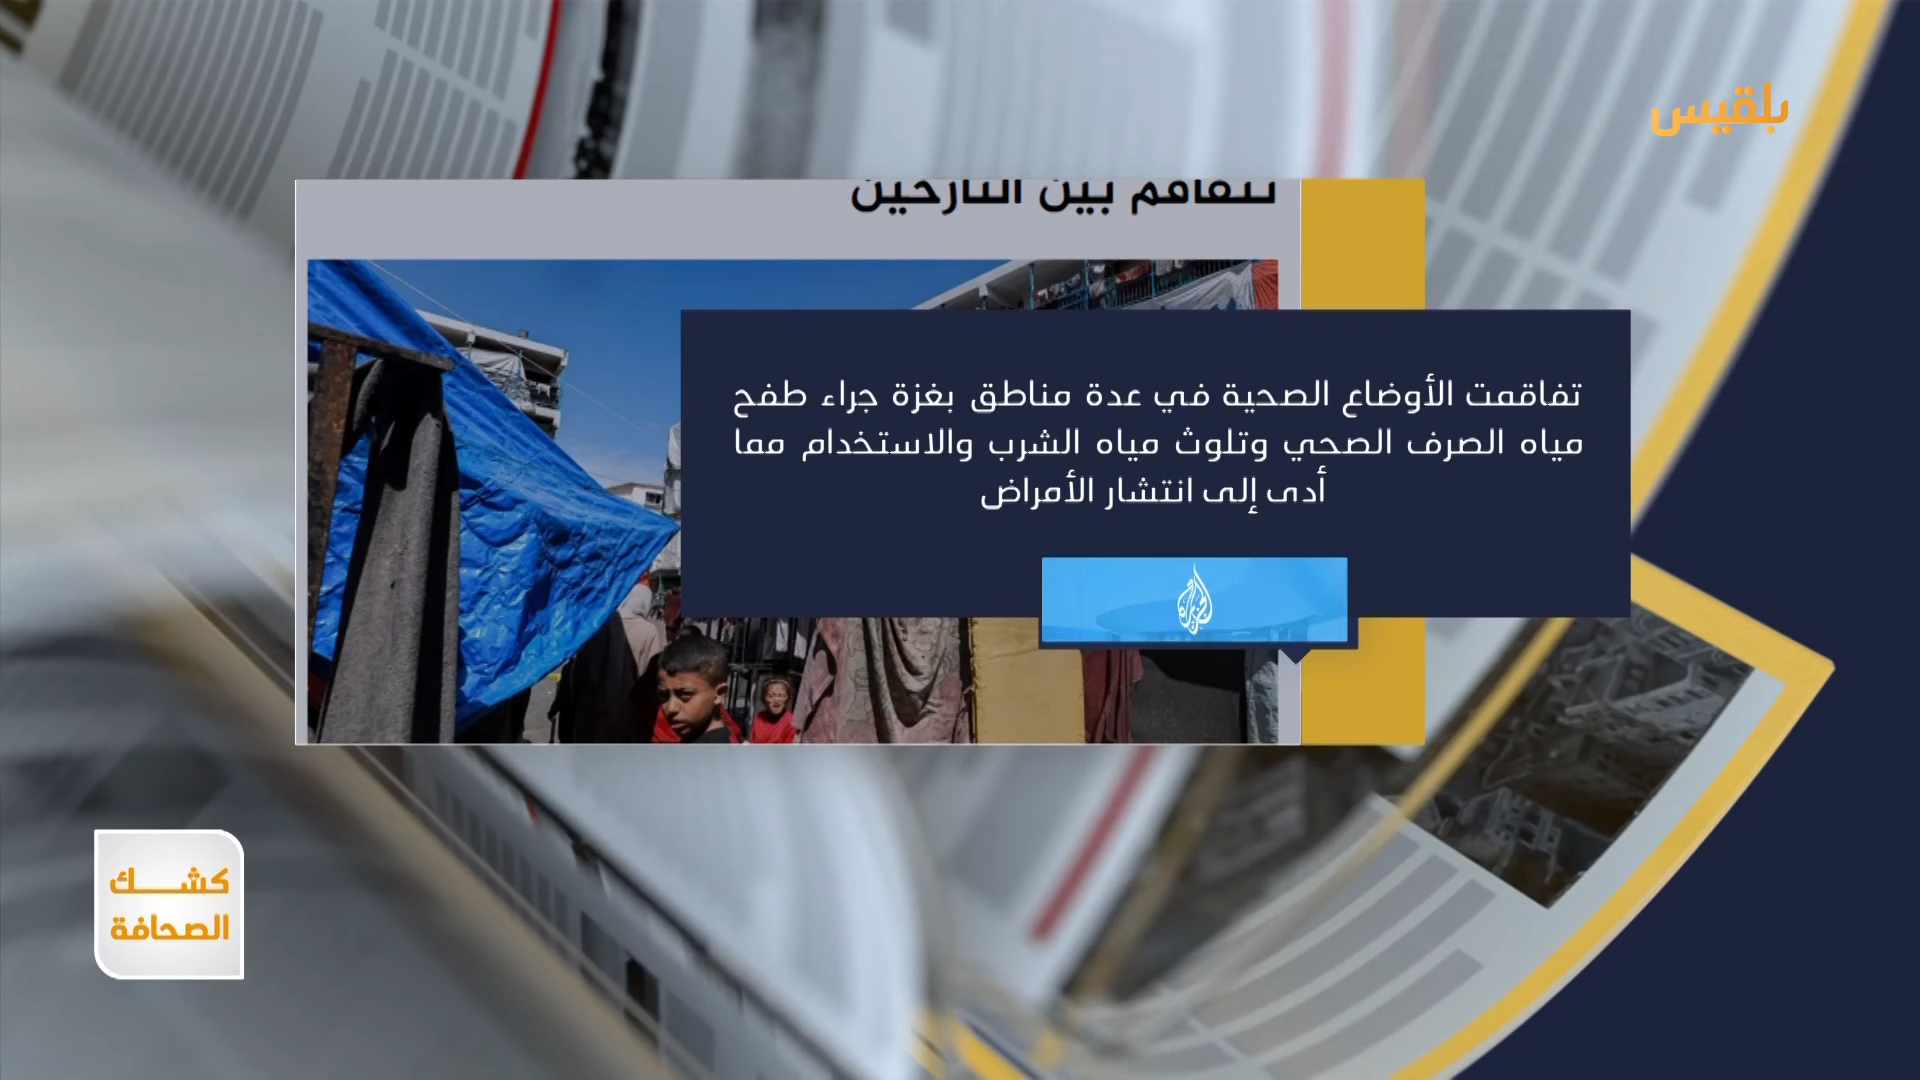 بلقيس
تتفاقم بين النازحين
تفاقمت الأوضاع الصحية في عدة مناطق بغزة جراء طفح
مياه الصرف الصحي وتلوث مياه الشرب والاستخدام مما
أدى إلى انتشار الأمراض
الجزيرة
كشك
الصحافة